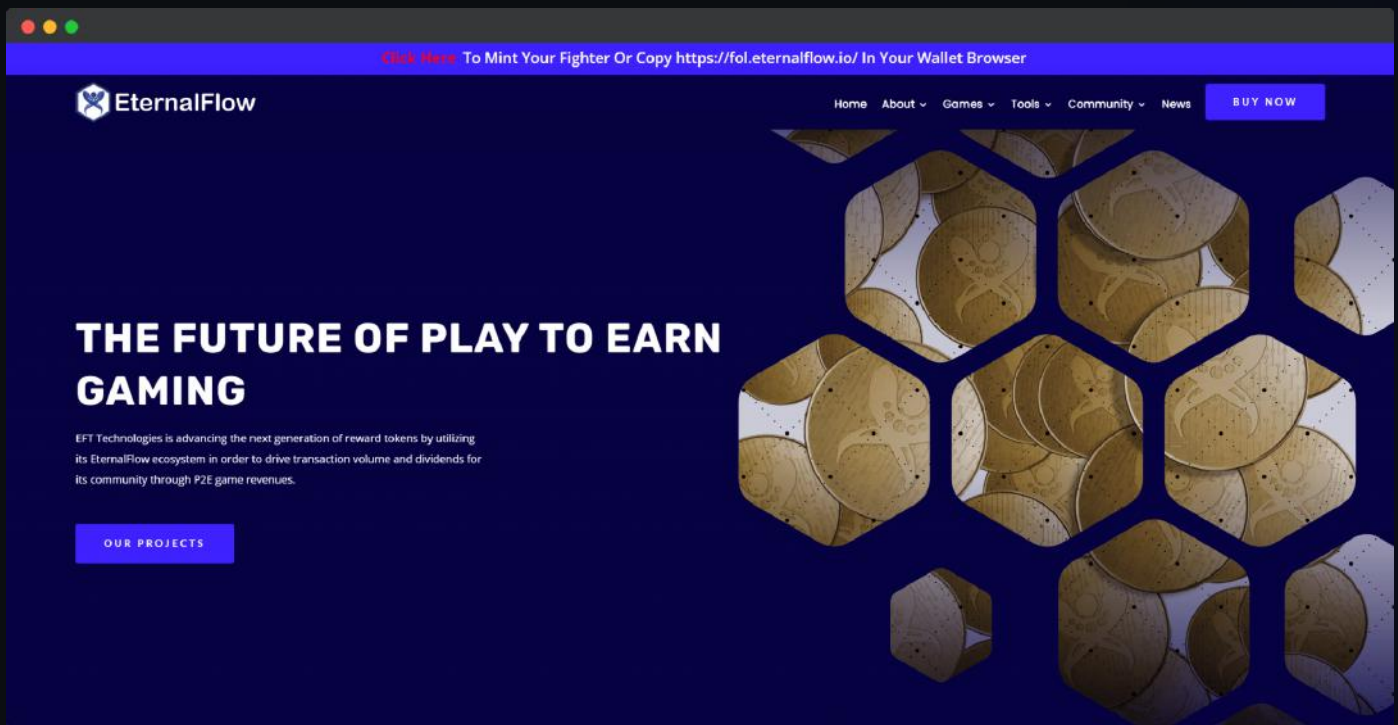 Click Here To Mint Your Fighter Or Copy https://fol.eternalflow.io/ In Your Wallet Browser
EternalFlow
Home About Games Tools Community News BUY NOW
THE FUTURE OF PLAY TO EARN
GAMING
EFT Technologies is advancing the next generation of reward tokens by utilizing
its EternalFlow ecosystem in order to drive transaction volume and dividends for
its community through P2E game revenues.
OUR PROJECTS